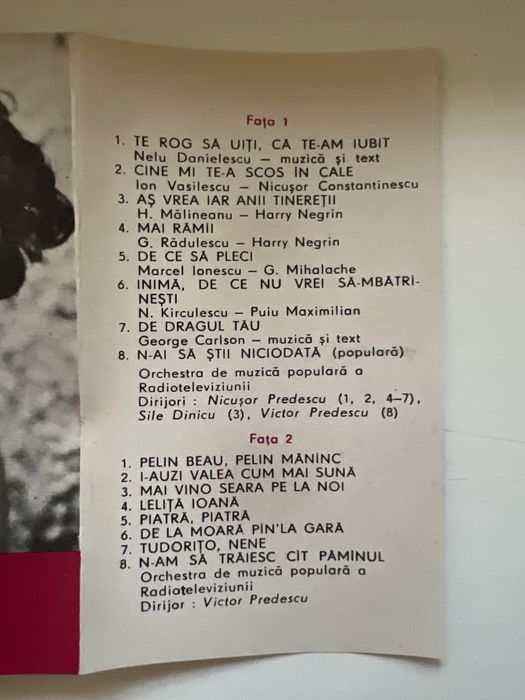 Fața 1
1. TE ROG SĂ UIȚI, CĂ TE-AM IUBIT
Nelu Danielescu – muzică și text
2. CINE MI TE-A SCOS ÎN CALE
Ion Vasilescu – Nicușor Constantinescu
3. AȘ VREA IAR ANII TINEREȚII
H. Mălineanu – Harry Negrin
4. MAI RĂMÎI
G. Rădulescu – Harry Negrin
5. DE CE SĂ PLECI
Marcel Ionescu – G. Mihalache
6. INIMĂ, DE CE NU VREI SĂ-MBĂTRÎ-
NEȘTI
N. Kirculescu – Puiu Maximilian
7. DE DRAGUL TĂU
George Carlson – muzică și text
8. N-AI SĂ ȘTII NICIODATĂ (populară)
Orchestra de muzică populară a
Radioteleviziunii
Dirijori : Nicușor Predescu (1, 2, 4–7),
Sile Dinicu (3), Victor Predescu (8)
Fața 2
1. PELIN BEAU, PELIN MĂNÎNC
2. I-AUZI VALEA CUM MAI SUNĂ
3. MAI VINO SEARA PE LA NOI
4. LELIȚĂ IOANĂ
5. PIATRĂ, PIATRĂ
6. DE LA MOARĂ PÎN'LA GARĂ
7. TUDORIȚO, NENE
8. N-AM SĂ TRĂIESC CÎT PĂMÎNUL
Orchestra de muzică populară a
Radioteleviziunii
Dirijor : Victor Predescu